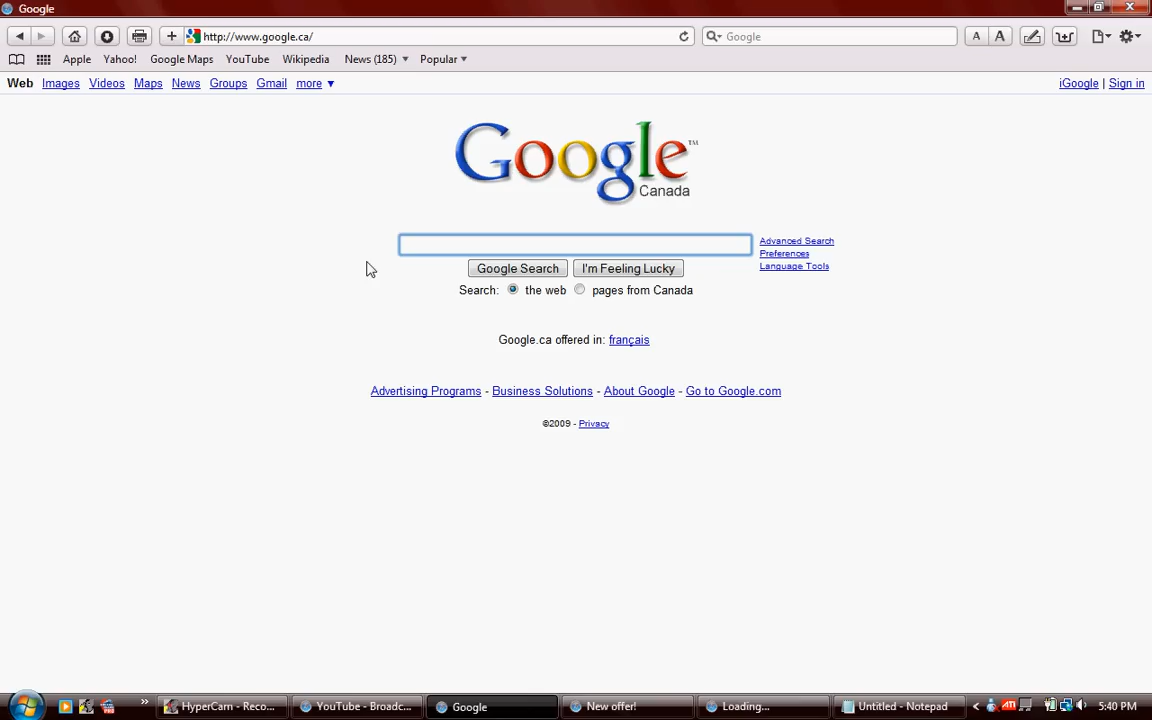 Google
http://www.google.ca/
Google
A A
Apple Yahoo! Google Maps YouTube Wikipedia News (185) Popular
Web Images Videos Maps News Groups Gmail more
iGoogle | Sign in
Google™
Canada
Advanced Search
Preferences
Language Tools
Google Search I'm Feeling Lucky
Search: the web pages from Canada
Google.ca offered in: français
Advertising Programs - Business Solutions - About Google - Go to Google.com
©2009 - Privacy
HyperCam - Reco... YouTube - Broadc... Google New offer! Loading... Untitled - Notepad ATI 5:40 PM